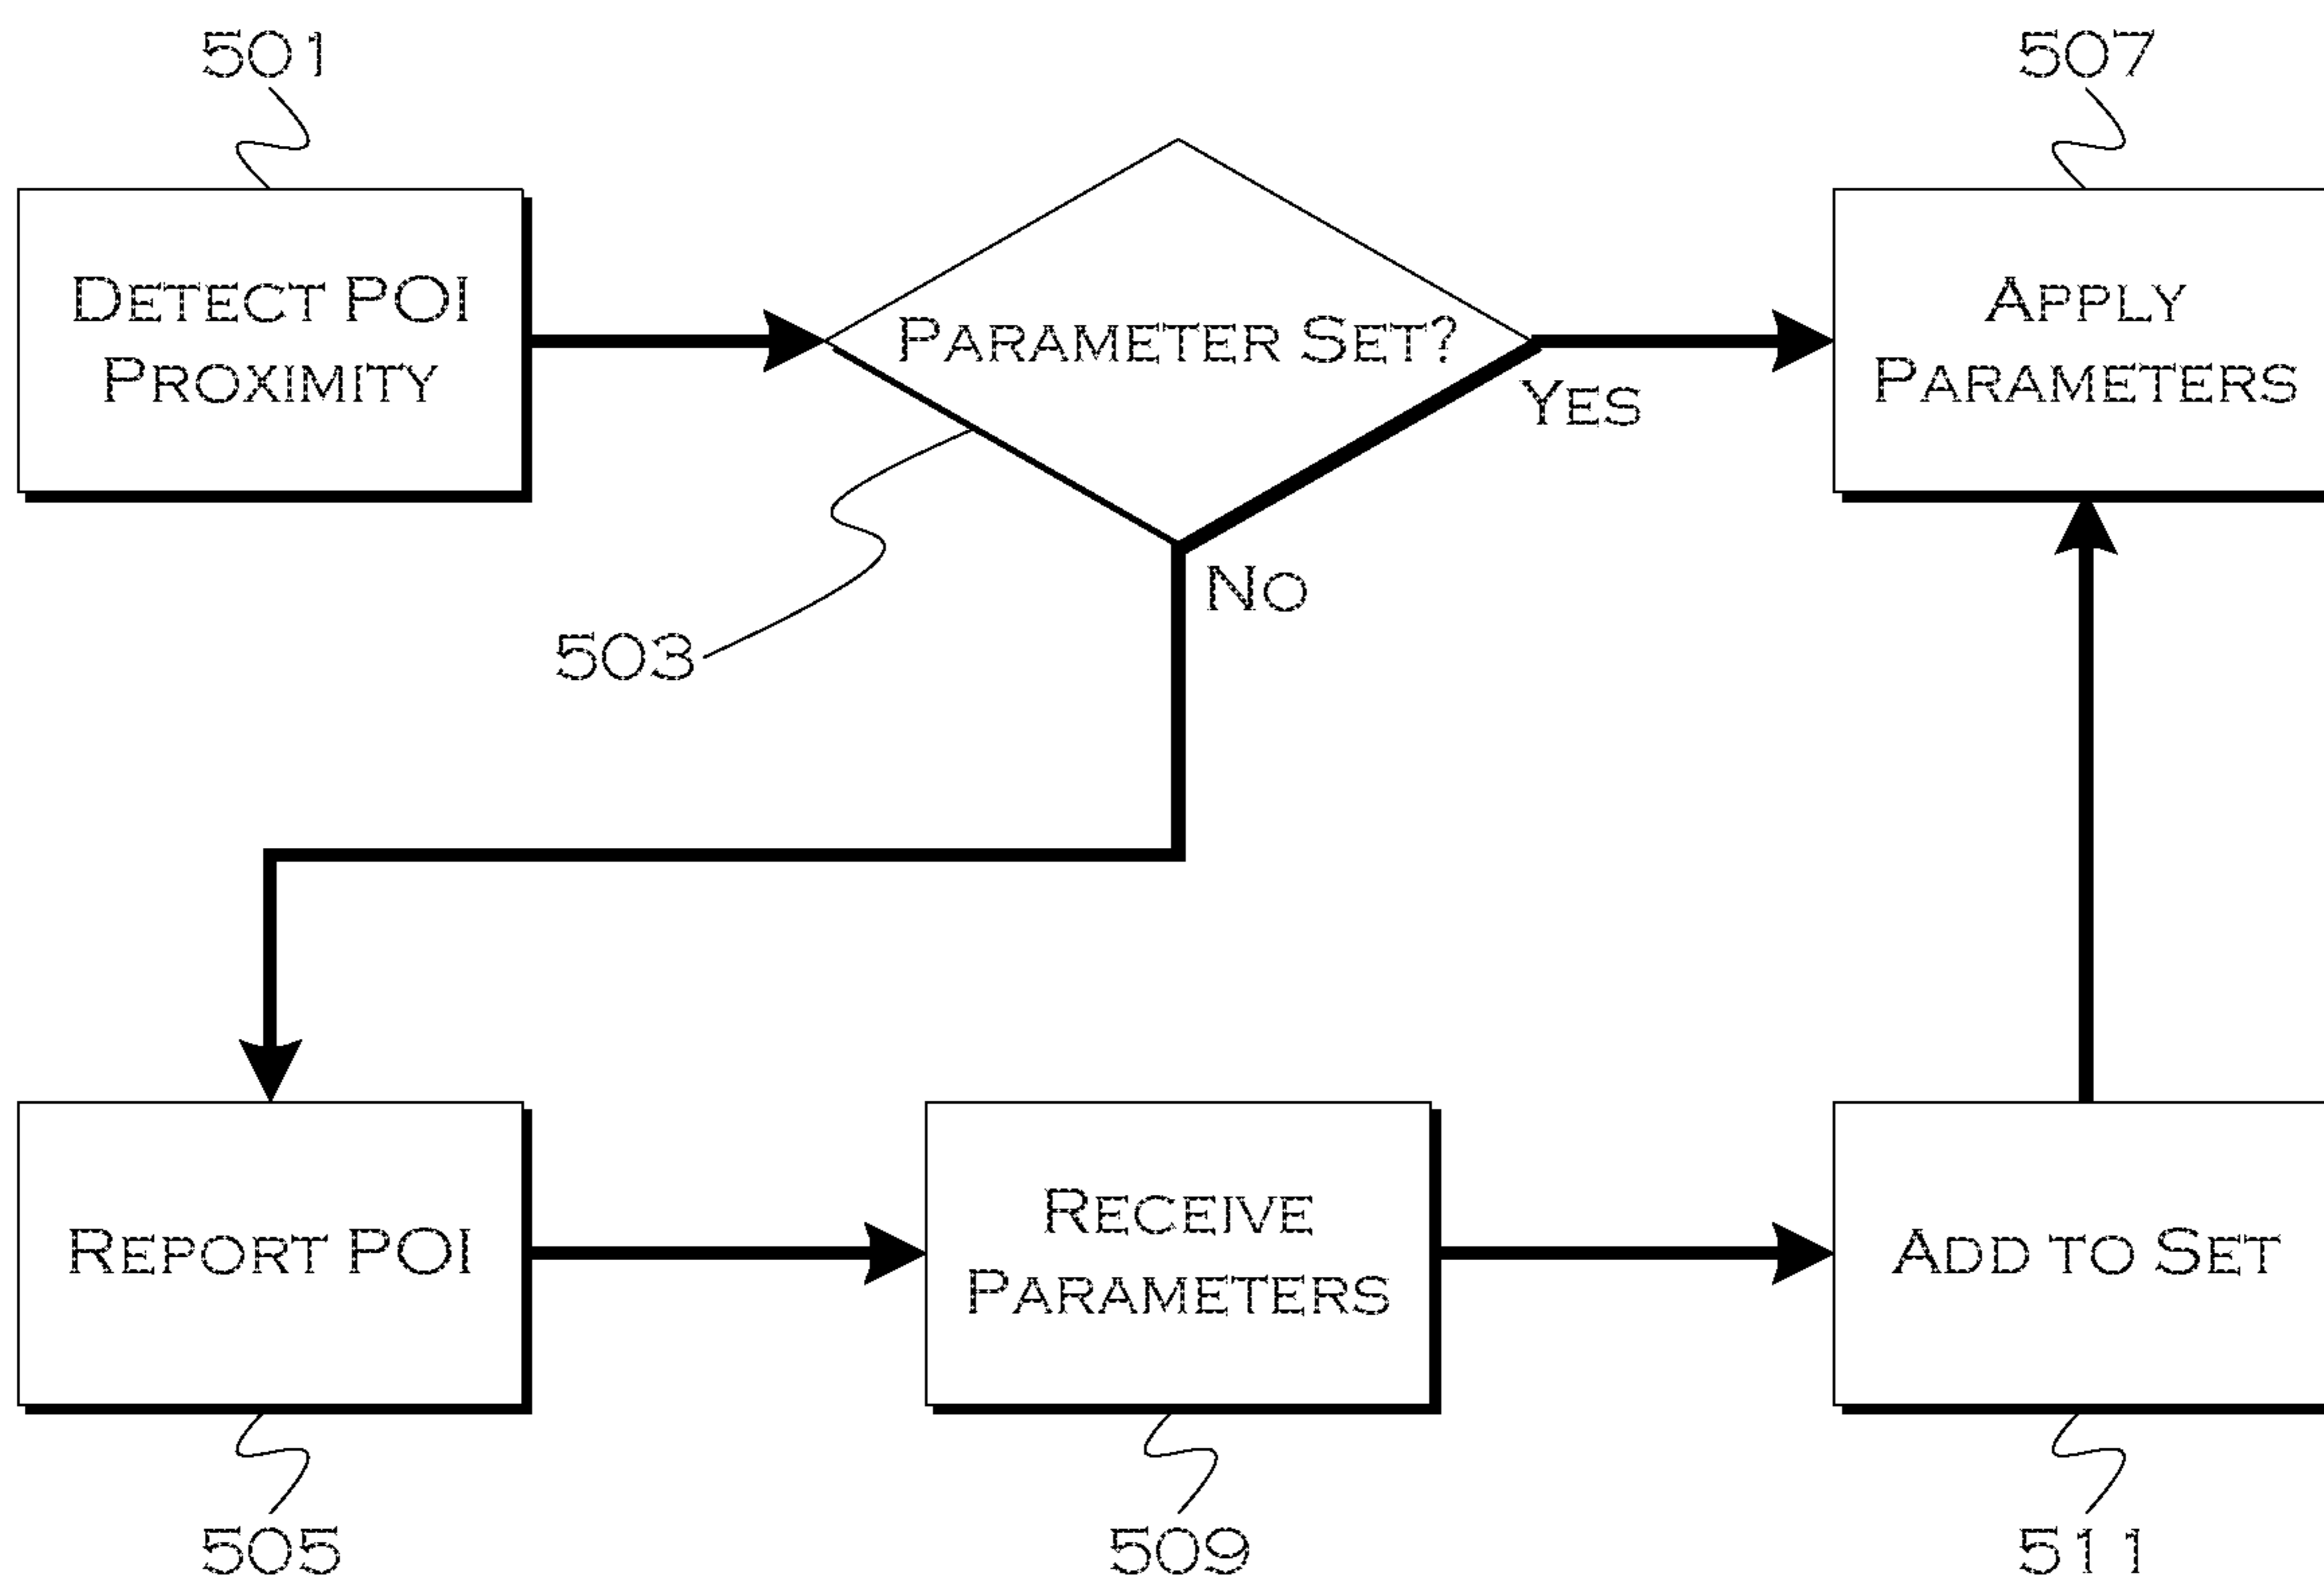 501
507
DETECT POI
PROXIMITY
PARAMETER SET?
APPLY
PARAMETERS
YES
NO
503
REPORT POI
RECEIVE
PARAMETERS
ADD TO SET
505
509
511